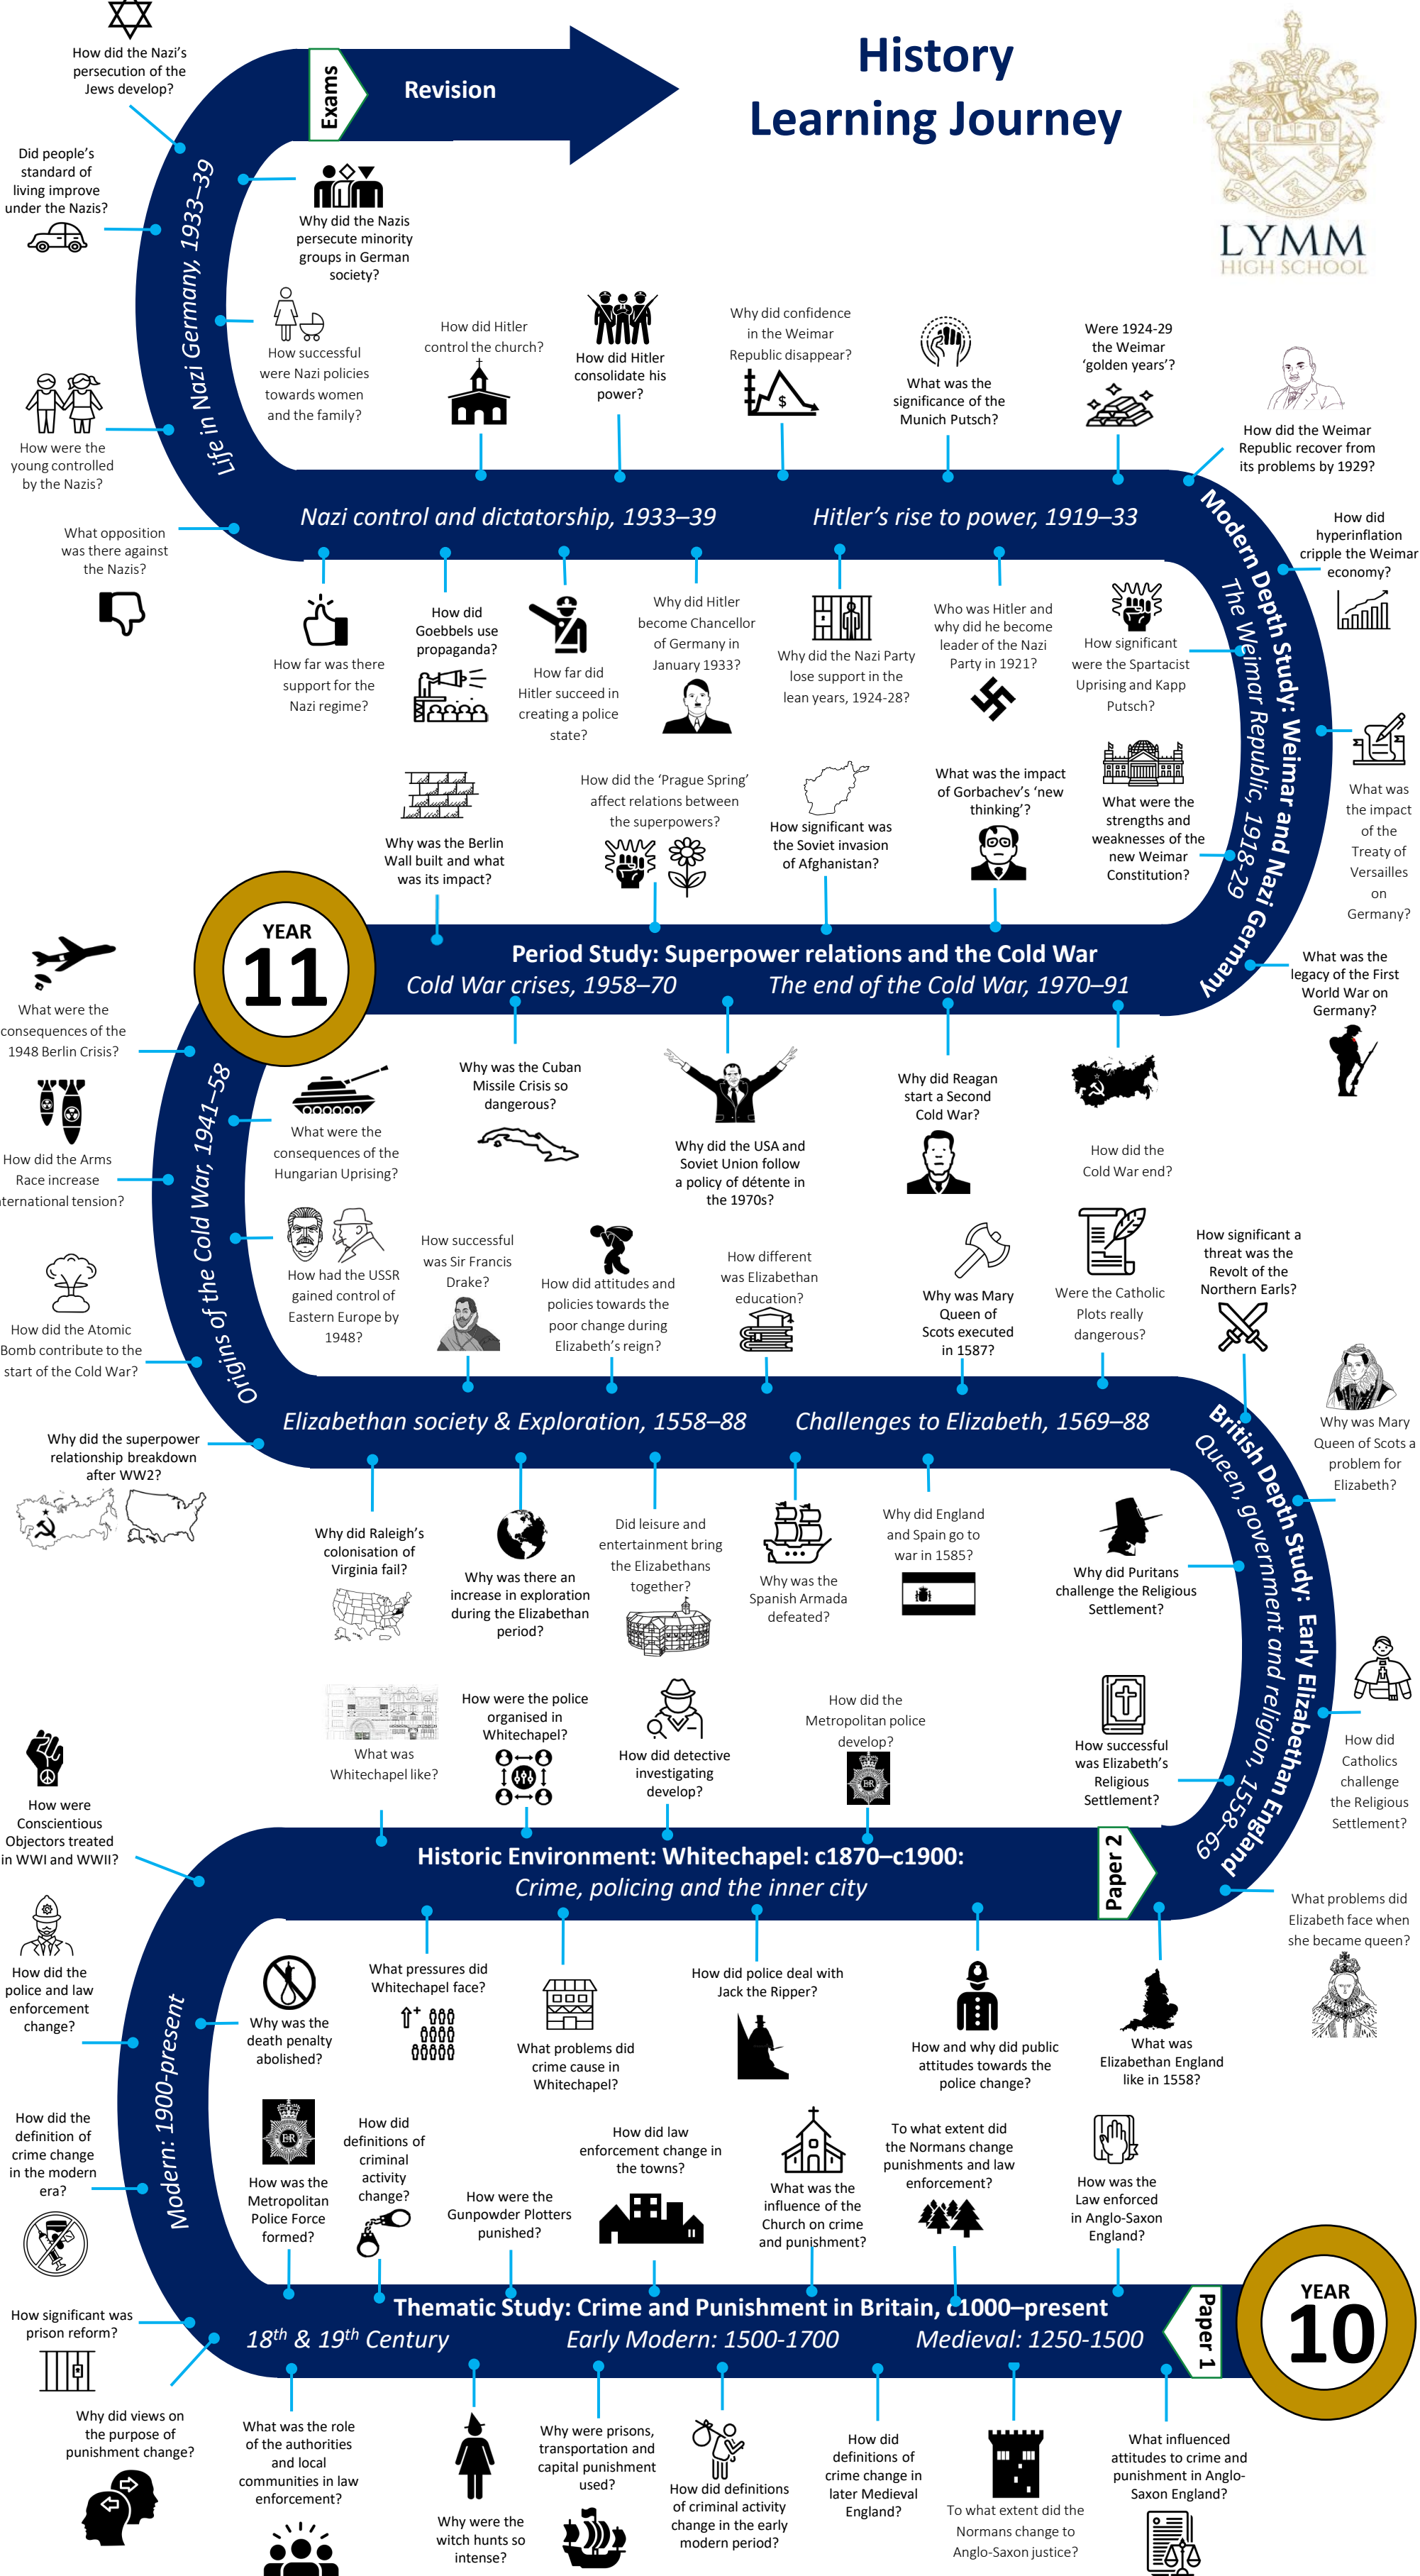 History
Learning Journey
LYMM
HIGH SCHOOL
Revision
Exams
How did the Nazi's
persecution of the
Jews develop?
Did people's
standard of
living improve
under the Nazis?
Why did the Nazis
persecute minority
groups in German
society?
Life in Nazi Germany, 1933–39
How successful
were Nazi policies
towards women
and the family?
How were the
young controlled
by the Nazis?
What opposition
was there against
the Nazis?
How did Hitler
control the church?
How did Hitler
consolidate his
power?
Why did confidence
in the Weimar
Republic disappear?
What was the
significance of the
Munich Putsch?
Were 1924-29
the Weimar
‘golden years’?
How did the Weimar
Republic recover from
its problems by 1929?
Nazi control and dictatorship, 1933–39
Hitler’s rise to power, 1919–33
Modern Depth Study: Weimar and Nazi Germany
The Weimar Republic, 1918-29
How did
hyperinflation
cripple the Weimar
economy?
How far was there
support for the
Nazi regime?
How did
Goebbels use
propaganda?
How far did
Hitler succeed in
creating a police
state?
Why did Hitler
become Chancellor
of Germany in
January 1933?
Why did the Nazi Party
lose support in the
lean years, 1924-28?
Who was Hitler and
why did he become
leader of the Nazi
Party in 1921?
How significant
were the Spartacist
Uprising and Kapp
Putsch?
What was
the impact
of the
Treaty of
Versailles
on
Germany?
What were the
strengths and
weaknesses of the
new Weimar
Constitution?
What was the
legacy of the First
World War on
Germany?
Why was the Berlin
Wall built and what
was its impact?
How did the ‘Prague Spring’
affect relations between
the superpowers?
How significant was
the Soviet invasion
of Afghanistan?
What was the impact
of Gorbachev’s ‘new
thinking’?
YEAR
11
Period Study: Superpower relations and the Cold War
Cold War crises, 1958–70
The end of the Cold War, 1970–91
What were the
consequences of the
1948 Berlin Crisis?
How did the Arms
Race increase
ternational tension?
How did the Atomic
Bomb contribute to the
start of the Cold War?
Origins of the Cold War, 1941–58
What were the
consequences of the
Hungarian Uprising?
How had the USSR
gained control of
Eastern Europe by
1948?
Why was the Cuban
Missile Crisis so
dangerous?
Why did the USA and
Soviet Union follow
a policy of détente in
the 1970s?
Why did Reagan
start a Second
Cold War?
How did the
Cold War end?
Why did the superpower
relationship breakdown
after WW2?
How successful
was Sir Francis
Drake?
How did attitudes and
policies towards the
poor change during
Elizabeth’s reign?
How different
was Elizabethan
education?
Why was Mary
Queen of
Scots executed
in 1587?
Were the Catholic
Plots really
dangerous?
How significant a
threat was the
Revolt of the
Northern Earls?
Why was Mary
Queen of Scots a
problem for
Elizabeth?
Elizabethan society & Exploration, 1558–88
Challenges to Elizabeth, 1569–88
British Depth Study: Early Elizabethan England
Queen, government and religion, 1558–69
Why did Raleigh’s
colonisation of
Virginia fail?
Why was there an
increase in exploration
during the Elizabethan
period?
Did leisure and
entertainment bring
the Elizabethans
together?
Why was the
Spanish Armada
defeated?
Why did England
and Spain go to
war in 1585?
Why did Puritans
challenge the Religious
Settlement?
How successful
was Elizabeth’s
Religious
Settlement?
How did
Catholics
challenge
the Religious
Settlement?
What problems did
Elizabeth face when
she became queen?
What was
Whitechapel like?
How were the police
organised in
Whitechapel?
How did detective
investigating
develop?
How did the
Metropolitan police
develop?
ER
How were
Conscientious
Objectors treated
in WWI and WWII?
Historic Environment: Whitechapel: c1870–c1900:
Crime, policing and the inner city
Paper 2
How did the
police and law
enforcement
change?
Why was the
death penalty
abolished?
What pressures did
Whitechapel face?
What problems did
crime cause in
Whitechapel?
How did police deal with
Jack the Ripper?
How and why did public
attitudes towards the
police change?
What was
Elizabethan England
like in 1558?
Modern: 1900-present
How did the
definition of
crime change
in the modern
era?
ER
How was the
Metropolitan
Police Force
formed?
How did
definitions of
criminal
activity
change?
How were the
Gunpowder Plotters
punished?
How did law
enforcement change in
the towns?
What was the
influence of the
Church on crime
and punishment?
To what extent did
the Normans change
punishments and law
enforcement?
How was the
Law enforced
in Anglo-Saxon
England?
How significant was
prison reform?
Thematic Study: Crime and Punishment in Britain, c1000–present
18th & 19th Century
Early Modern: 1500-1700
Medieval: 1250-1500
Paper 1
YEAR
10
Why did views on
the purpose of
punishment change?
What was the role
of the authorities
and local
communities in law
enforcement?
Why were the
witch hunts so
intense?
Why were prisons,
transportation and
capital punishment
used?
How did definitions
of criminal activity
change in the early
modern period?
How did
definitions of
crime change in
later Medieval
England?
To what extent did the
Normans change to
Anglo-Saxon justice?
What influenced
attitudes to crime and
punishment in Anglo-
Saxon England?